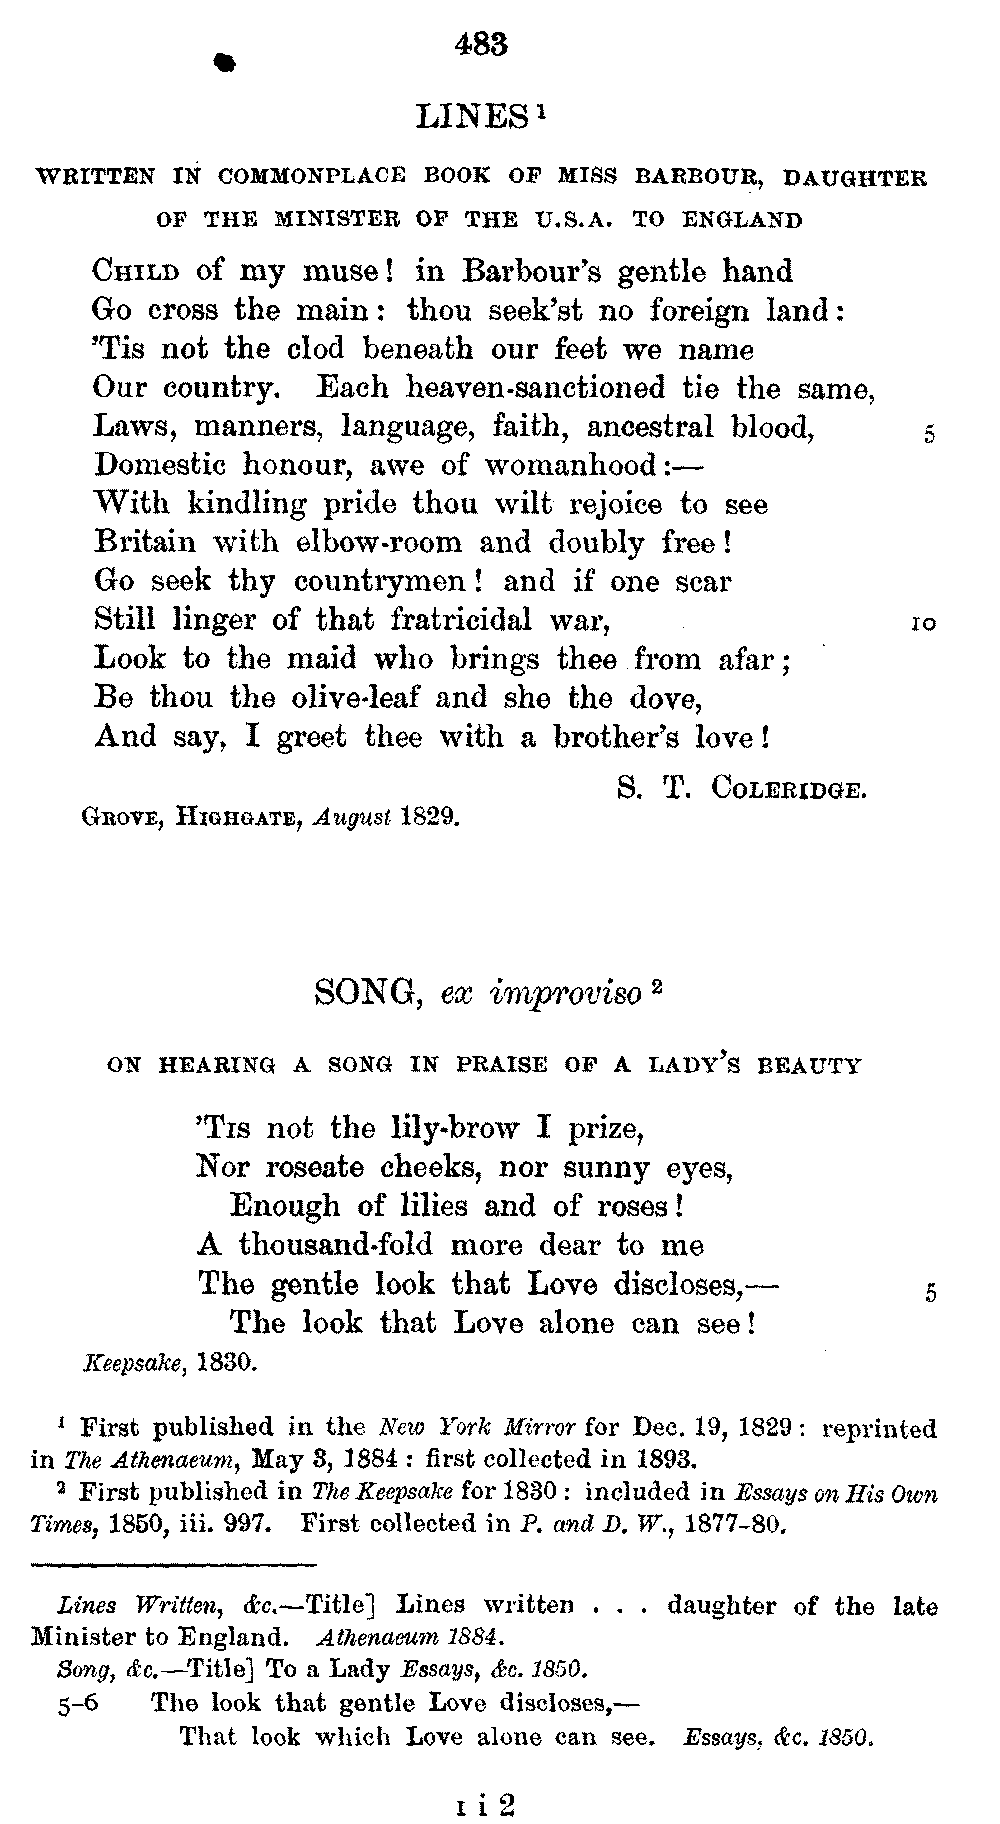 483
LINES ¹
WRITTEN IN COMMONPLACE BOOK OF MISS BARBOUR, DAUGHTER
OF THE MINISTER OF THE U.S.A. TO ENGLAND
CHILD of my muse! in Barbour's gentle hand
Go cross the main: thou seek'st no foreign land:
'Tis not the clod beneath our feet we name
Our country. Each heaven-sanctioned tie the same,
Laws, manners, language, faith, ancestral blood, 5
Domestic honour, awe of womanhood:—
With kindling pride thou wilt rejoice to see
Britain with elbow-room and doubly free!
Go seek thy countrymen! and if one scar
Still linger of that fratricidal war, 10
Look to the maid who brings thee from afar;
Be thou the olive-leaf and she the dove,
And say, I greet thee with a brother's love!
S. T. COLERIDGE.
GROVE, HIGHGATE, August 1829.
SONG, ex improviso ²
ON HEARING A SONG IN PRAISE OF A LADY'S BEAUTY
'TIS not the lily-brow I prize,
Nor roseate cheeks, nor sunny eyes,
Enough of lilies and of roses!
A thousand-fold more dear to me
The gentle look that Love discloses,— 5
The look that Love alone can see!
Keepsake, 1830.
¹ First published in the New York Mirror for Dec. 19, 1829: reprinted
in The Athenaeum, May 3, 1884: first collected in 1893.
² First published in The Keepsake for 1830: included in Essays on His Own
Times, 1850, iii. 997. First collected in P. and D. W., 1877-80.
Lines Written, &c.—Title] Lines written . . . daughter of the late
Minister to England. Athenaeum 1884.
Song, &c.—Title] To a Lady Essays, &c. 1850.
5-6 The look that gentle Love discloses,—
That look which Love alone can see. Essays, &c. 1850.
I i 2